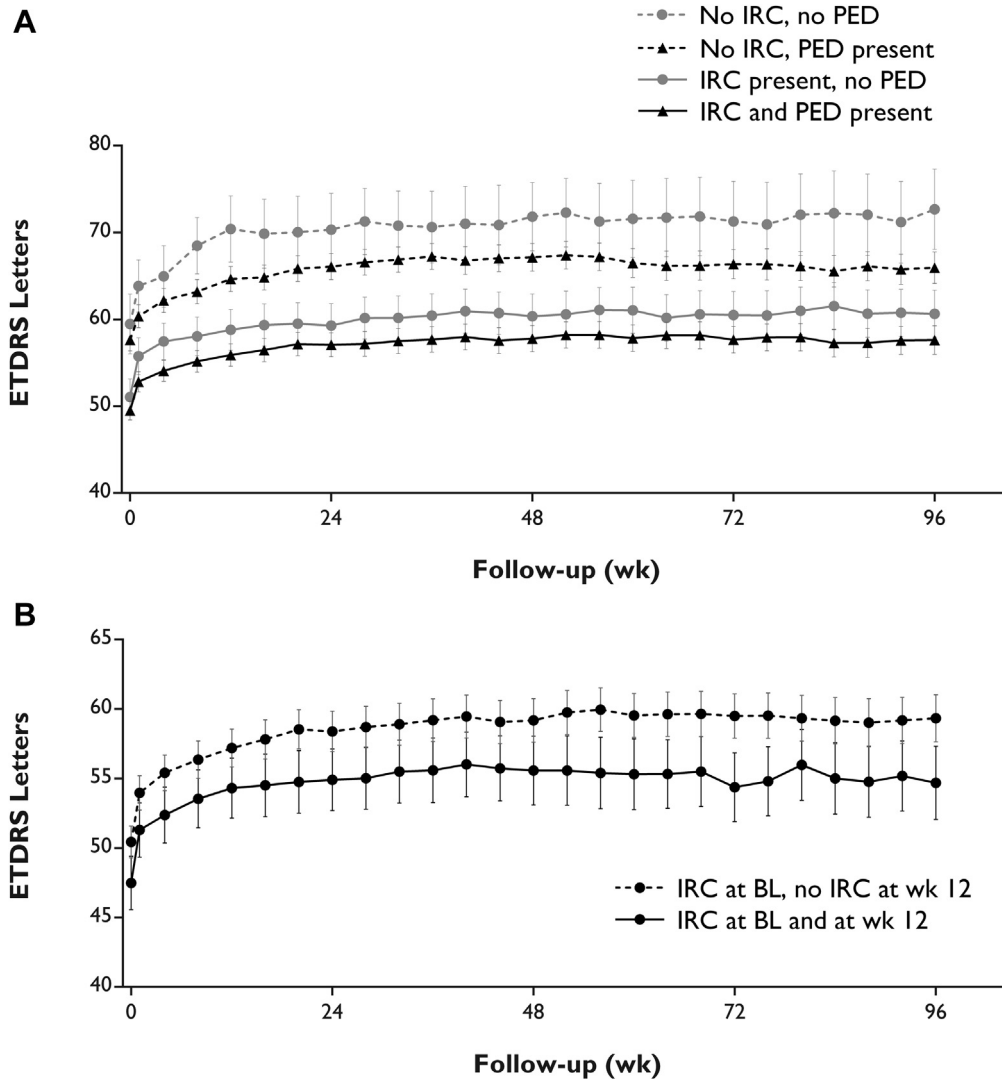 A
No IRC, no PED
No IRC, PED present
IRC present, no PED
IRC and PED present
80
70
60
50
40
ETDRS Letters
0 24 48 72 96
Follow-up (wk)
B
65
60
55
50
45
40
ETDRS Letters
IRC at BL, no IRC at wk 12
IRC at BL and at wk 12
0 24 48 72 96
Follow-up (wk)